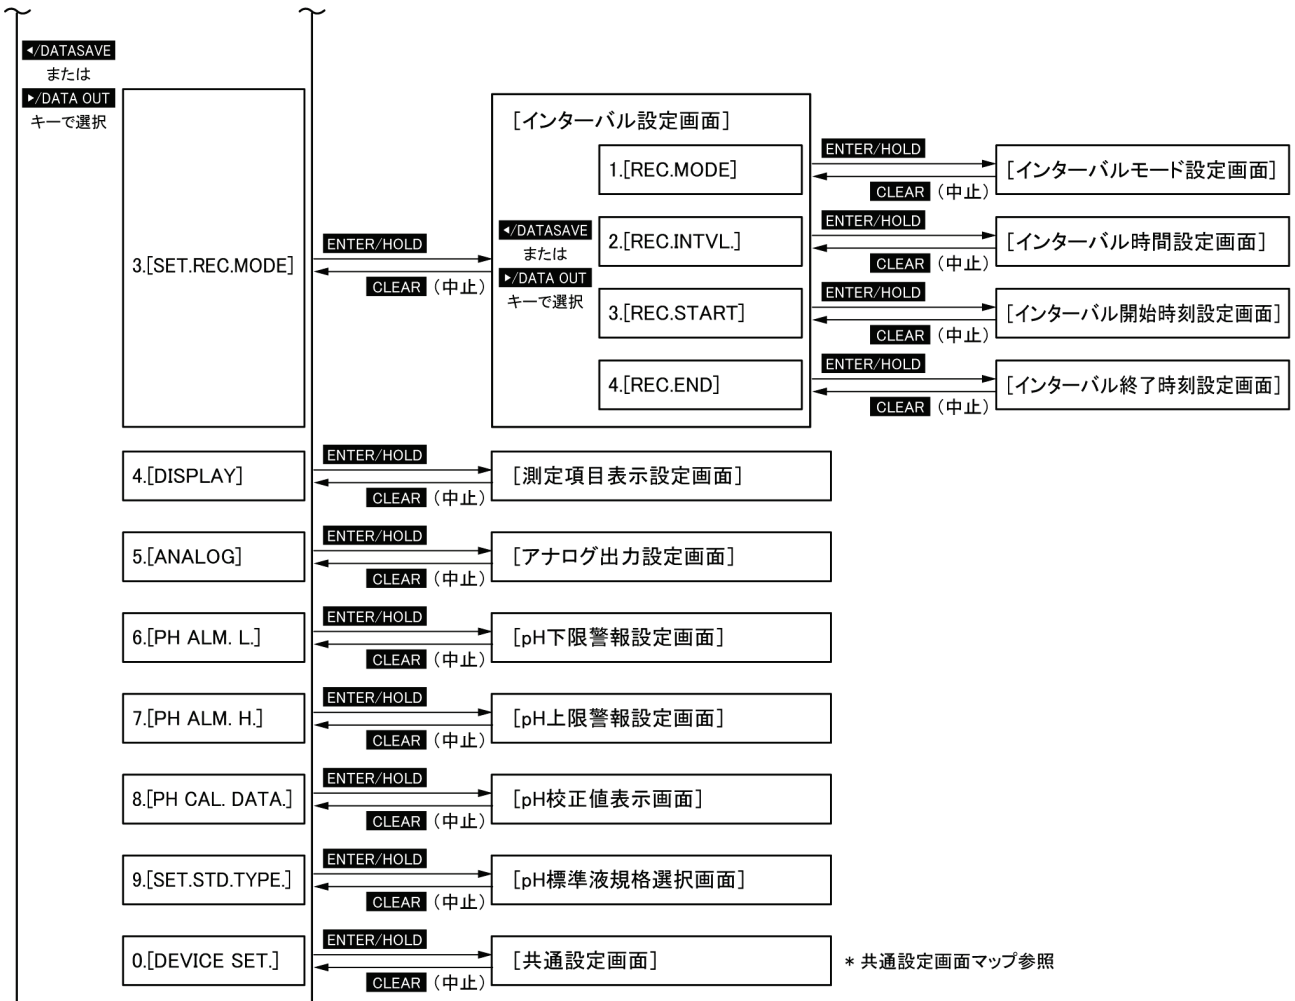 ◀/DATASAVE
または
▶/DATA OUT
キーで選択
3.[SET.REC.MODE]
ENTER/HOLD
CLEAR (中止)
[インターバル設定画面]
◀/DATASAVE
または
▶/DATA OUT
キーで選択
1.[REC.MODE]
ENTER/HOLD
CLEAR (中止)
[インターバルモード設定画面]
2.[REC.INTVL.]
ENTER/HOLD
CLEAR (中止)
[インターバル時間設定画面]
3.[REC.START]
ENTER/HOLD
CLEAR (中止)
[インターバル開始時刻設定画面]
4.[REC.END]
ENTER/HOLD
CLEAR (中止)
[インターバル終了時刻設定画面]
4.[DISPLAY]
ENTER/HOLD
CLEAR (中止)
[測定項目表示設定画面]
5.[ANALOG]
ENTER/HOLD
CLEAR (中止)
[アナログ出力設定画面]
6.[PH ALM. L.]
ENTER/HOLD
CLEAR (中止)
[pH下限警報設定画面]
7.[PH ALM. H.]
ENTER/HOLD
CLEAR (中止)
[pH上限警報設定画面]
8.[PH CAL. DATA.]
ENTER/HOLD
CLEAR (中止)
[pH校正値表示画面]
9.[SET.STD.TYPE.]
ENTER/HOLD
CLEAR (中止)
[pH標準液規格選択画面]
0.[DEVICE SET.]
ENTER/HOLD
CLEAR (中止)
[共通設定画面]
* 共通設定画面マップ参照